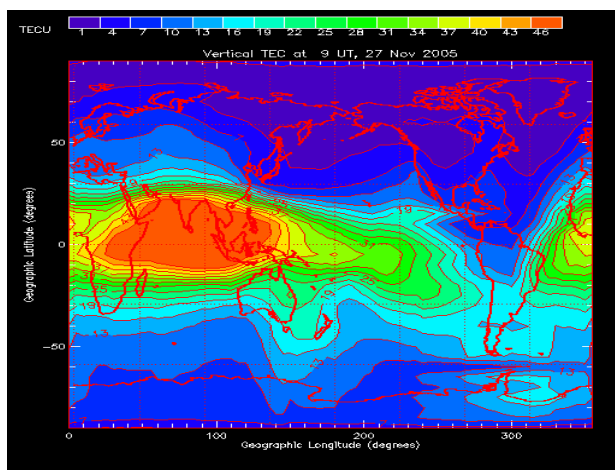 TECU
1 4 7 10 13 16 19 22 25 28 31 34 37 40 43 46
Vertical TEC at 9 UT, 27 Nov 2005
Geographic Latitude (degrees)
50
0
-50
0 100 200 300
Geographic Longitude (degrees)